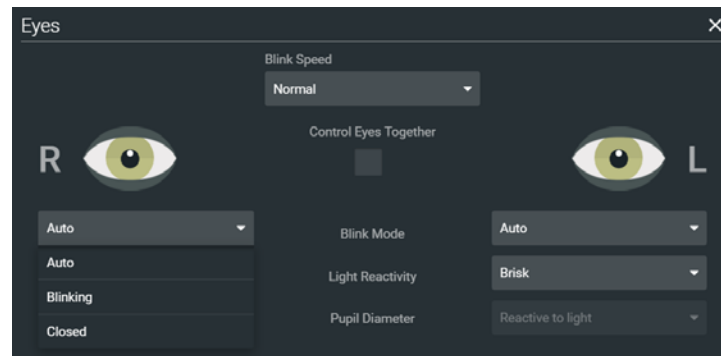 Eyes
Blink Speed
Normal
Control Eyes Together
R
L
Auto
Blink Mode
Auto
Auto
Light Reactivity
Brisk
Blinking
Pupil Diameter
Reactive to light
Closed